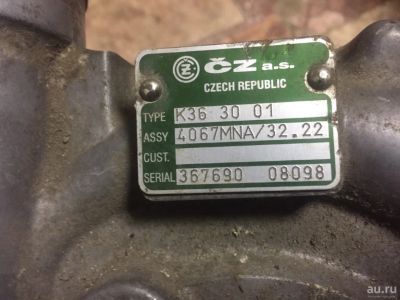 ČZ a.s.
CZECH REPUBLIC
TYPE K36 30 01
ASSY 4067MNA/32.22
CUST.
SERIAL 367690 08098
au.ru